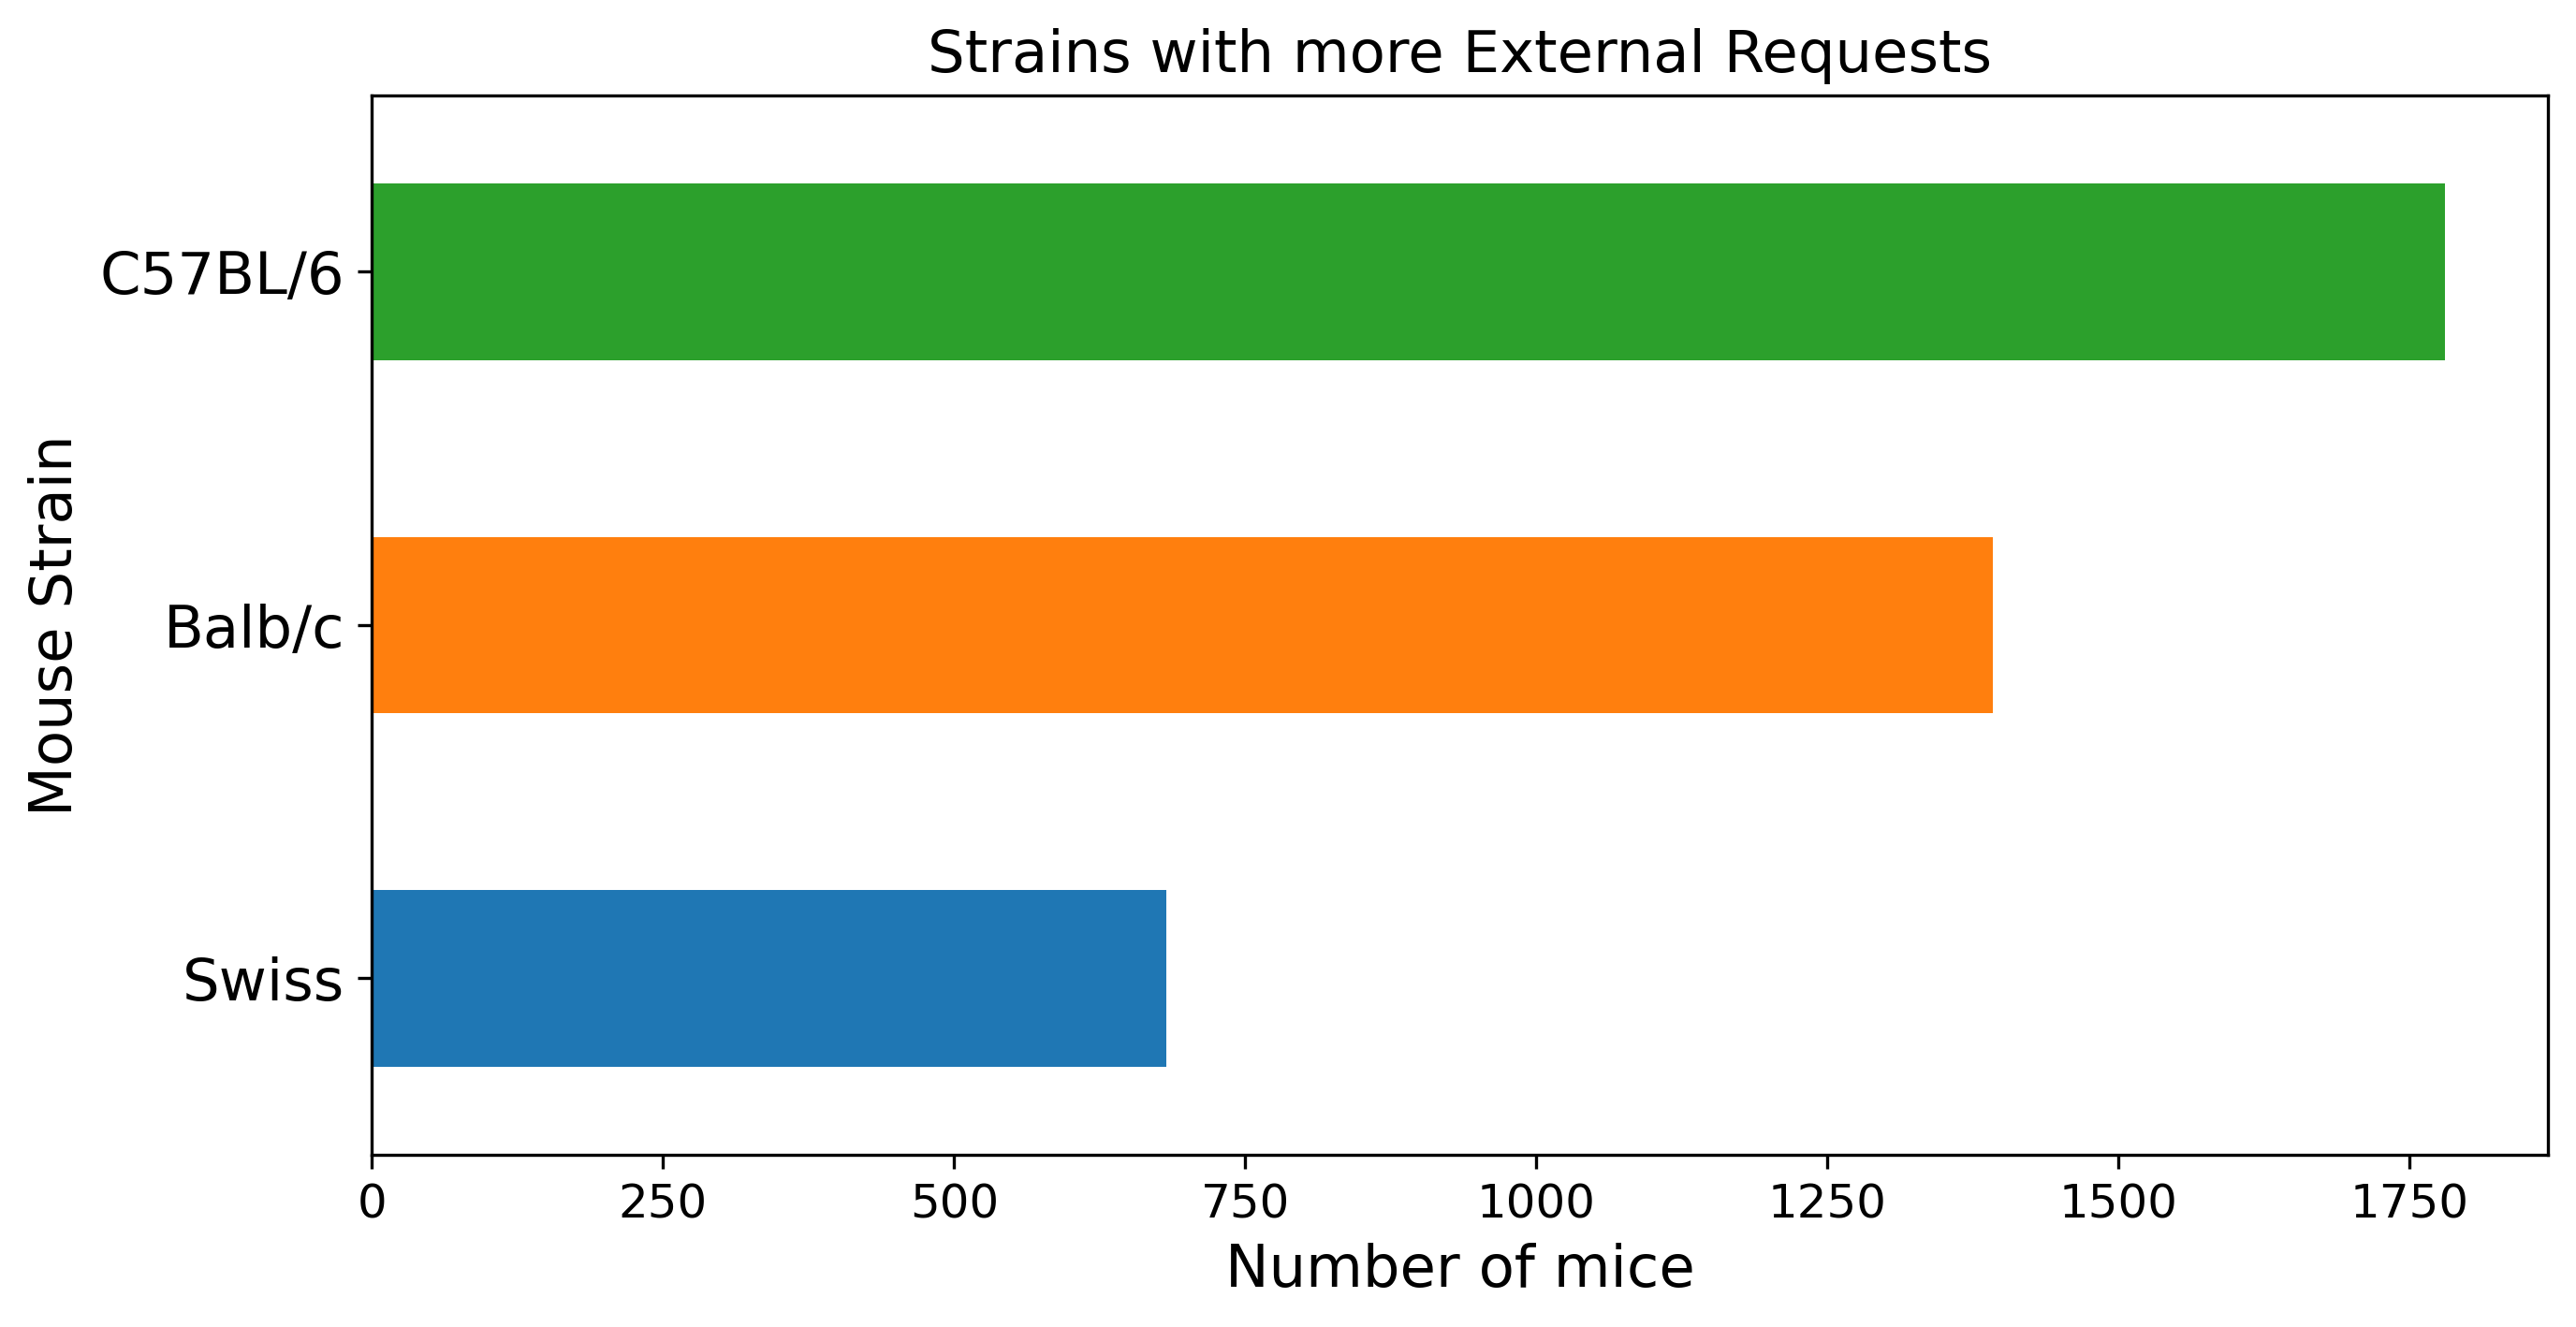 Strains with more External Requests
Mouse Strain
C57BL/6
Balb/c
Swiss
0 250 500 750 1000 1250 1500 1750
Number of mice